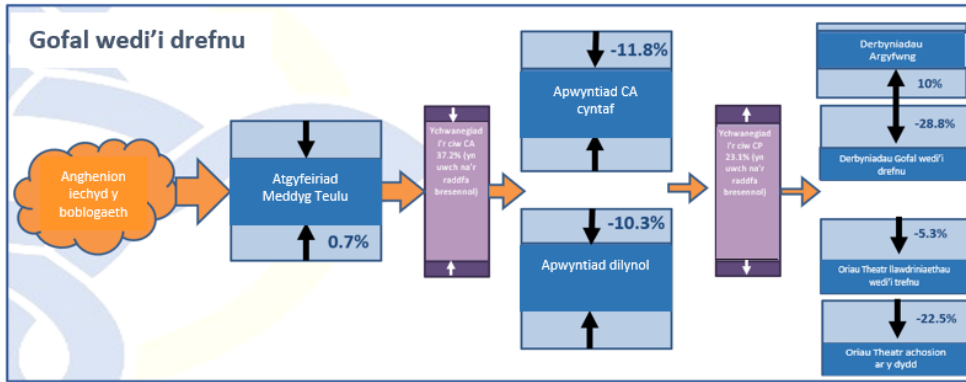 Gofal wedi'i drefnu
Anghenion
iechyd y
boblogaeth
Atgyfeiriad
Meddyg Teulu
0.7%
Ychwanegiad
i'r ciw CA
37.2% (yn
uwch na'r
raddfa
bresennol)
-11.8%
Apwyntiad CA
cyntaf
-10.3%
Apwyntiad dilynol
Ychwanegiad
i'r ciw CP
23.1% (yn
uwch na'r
raddfa
bresennol)
Derbyniadau
Argyfwng
10%
-28.8%
Derbyniadau Gofal wedi'i
drefnu
-5.3%
Oriau Theatr llawdriniaethau
wedi'i trefnu
-22.5%
Oriau Theatr achosion
ar y dydd